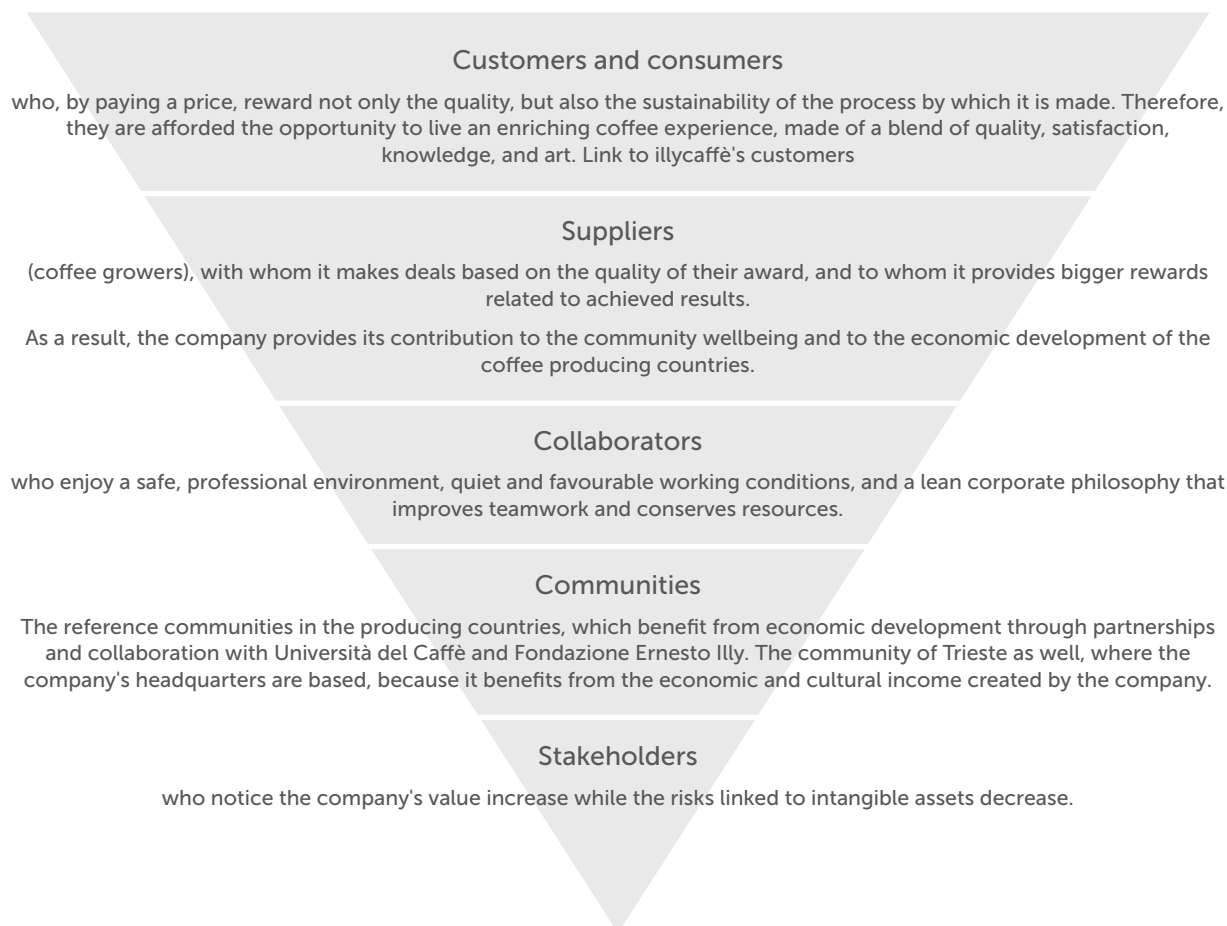 Customers and consumers
who, by paying a price, reward not only the quality, but also the sustainability of the process by which it is made. Therefore,
they are afforded the opportunity to live an enriching coffee experience, made of a blend of quality, satisfaction,
knowledge, and art. Link to illycaffè's customers
Suppliers
(coffee growers), with whom it makes deals based on the quality of their award, and to whom it provides bigger rewards
related to achieved results.
As a result, the company provides its contribution to the community wellbeing and to the economic development of the
coffee producing countries.
Collaborators
who enjoy a safe, professional environment, quiet and favourable working conditions, and a lean corporate philosophy that
improves teamwork and conserves resources.
Communities
The reference communities in the producing countries, which benefit from economic development through partnerships
and collaboration with Università del Caffè and Fondazione Ernesto Illy. The community of Trieste as well, where the
company's headquarters are based, because it benefits from the economic and cultural income created by the company.
Stakeholders
who notice the company's value increase while the risks linked to intangible assets decrease.